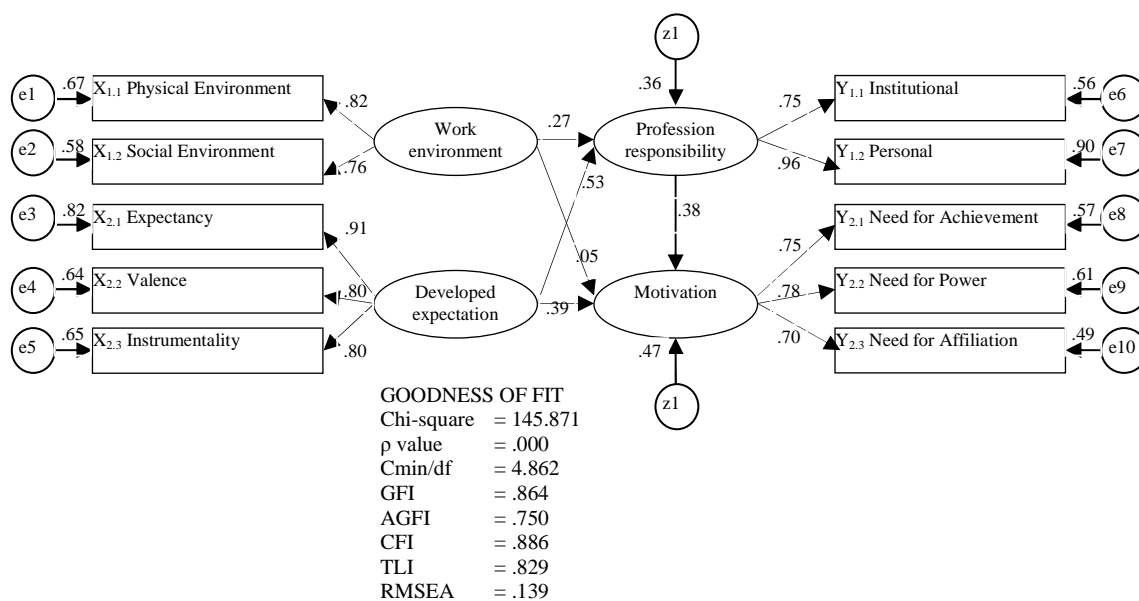 z1
.36
e1 .67 X1.1 Physical Environment .82
e2 .58 X1.2 Social Environment .76
e3 .82 X2.1 Expectancy .91
e4 .64 X2.2 Valence .80
e5 .65 X2.3 Instrumentality .80
Work
environment
Developed
expectation
.27
.53
.05
.39
Profession
responsibility
.38
Motivation
.47
z1
.75 Y1.1 Institutional .56 e6
.96 Y1.2 Personal .90 e7
.75 Y2.1 Need for Achievement .57 e8
.78 Y2.2 Need for Power .61 e9
.70 Y2.3 Need for Affiliation .49 e10
GOODNESS OF FIT
Chi-square = 145.871
ρ value = .000
Cmin/df = 4.862
GFI = .864
AGFI = .750
CFI = .886
TLI = .829
RMSEA = .139